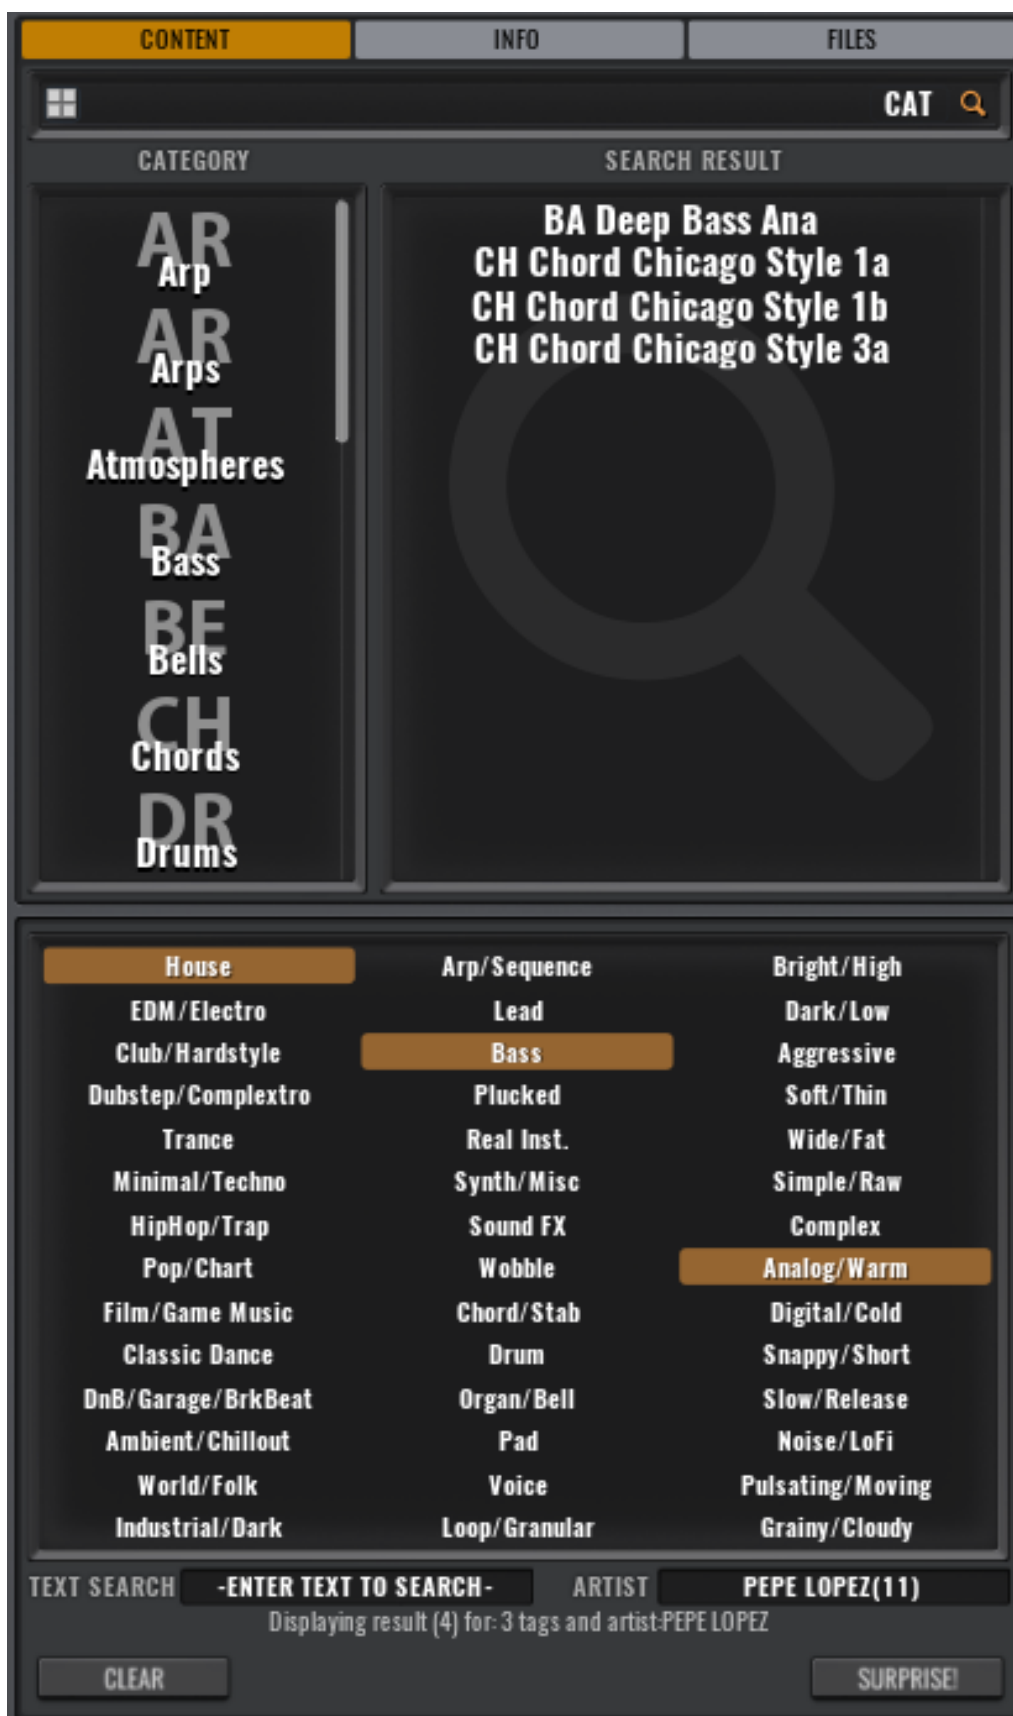 CONTENT INFO FILES
CAT
CATEGORY SEARCH RESULT
AR
Arp
AR
Arps
AT
Atmospheres
BA
Bass
BE
Bells
CH
Chords
DR
Drums
BA Deep Bass Ana
CH Chord Chicago Style 1a
CH Chord Chicago Style 1b
CH Chord Chicago Style 3a
House Arp/Sequence Bright/High
EDM/Electro Lead Dark/Low
Club/Hardstyle Bass Aggressive
Dubstep/Complextro Plucked Soft/Thin
Trance Real Inst. Wide/Fat
Minimal/Techno Synth/Misc Simple/Raw
HipHop/Trap Sound FX Complex
Pop/Chart Wobble Analog/Warm
Film/Game Music Chord/Stab Digital/Cold
Classic Dance Drum Snappy/Short
DnB/Garage/BrkBeat Organ/Bell Slow/Release
Ambient/Chillout Pad Noise/LoFi
World/Folk Voice Pulsating/Moving
Industrial/Dark Loop/Granular Grainy/Cloudy
TEXT SEARCH -ENTER TEXT TO SEARCH- ARTIST PEPE LOPEZ(11)
Displaying result (4) for: 3 tags and artist:PEPE LOPEZ
CLEAR SURPRISE!